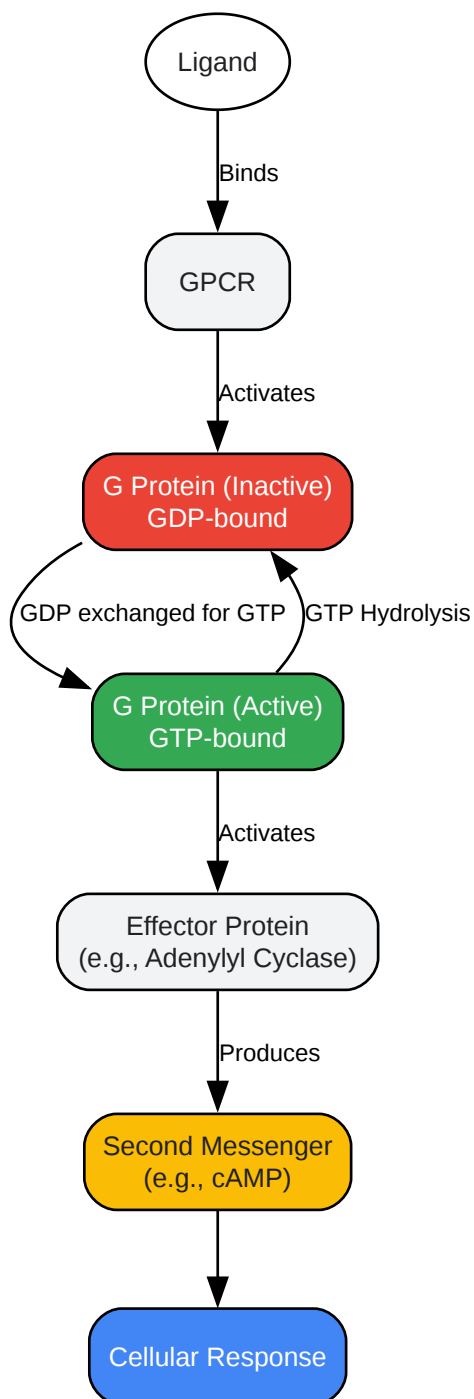 Ligand
Binds
GPCR
Activates
G Protein (Inactive)
GDP-bound
GDP exchanged for GTP
GTP Hydrolysis
G Protein (Active)
GTP-bound
Activates
Effector Protein
(e.g., Adenylyl Cyclase)
Produces
Second Messenger
(e.g., cAMP)
Cellular Response